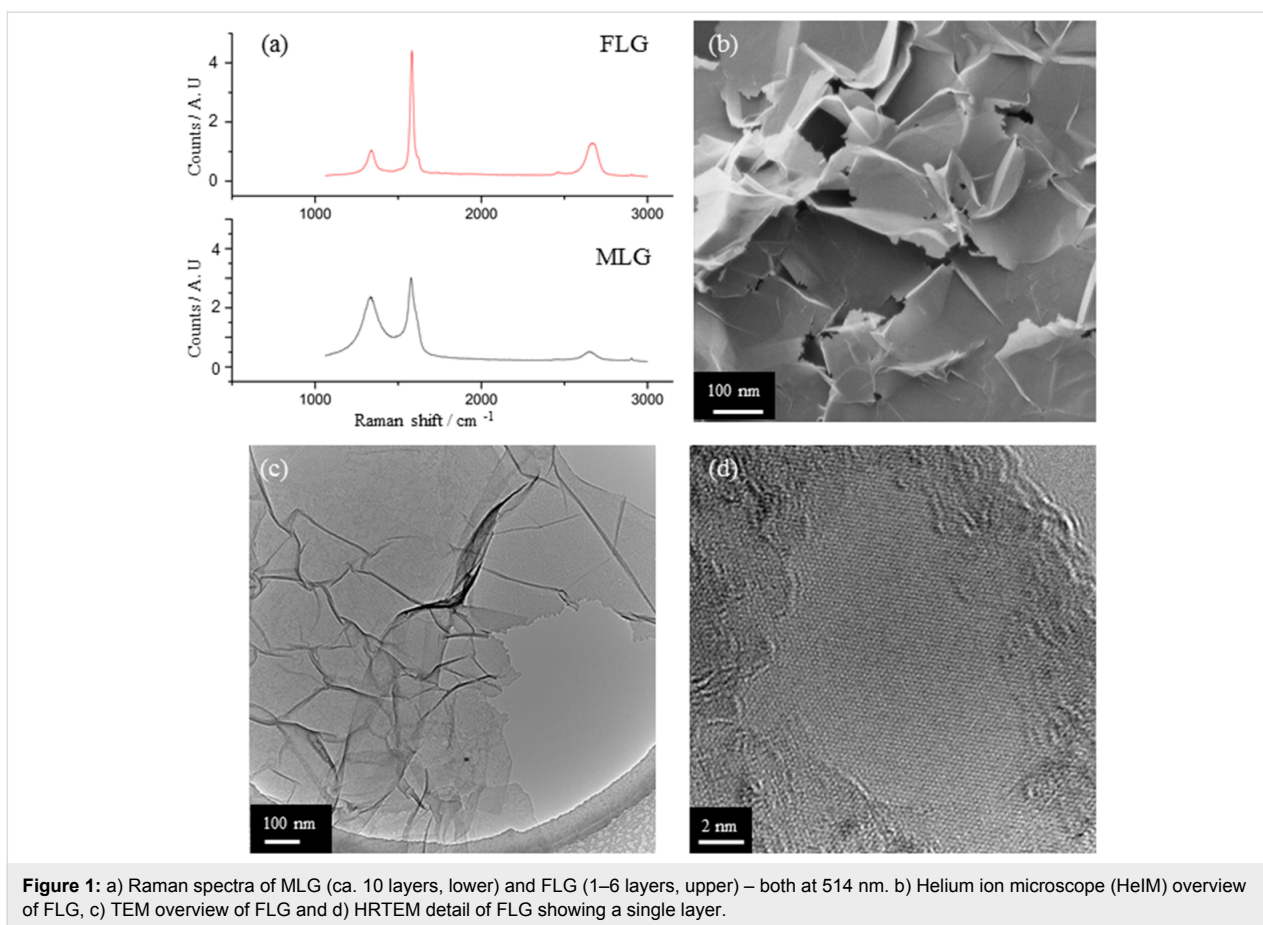 (a)
FLG
Counts / A. U
4
2
0
1000 2000 3000
MLG
Counts / A. U
4
2
0
1000 2000 3000
Raman shift / cm -1
(b)
100 nm
(c)
100 nm
(d)
2 nm
Figure 1: a) Raman spectra of MLG (ca. 10 layers, lower) and FLG (1–6 layers, upper) – both at 514 nm. b) Helium ion microscope (HeIM) overview
of FLG, c) TEM overview of FLG and d) HRTEM detail of FLG showing a single layer.